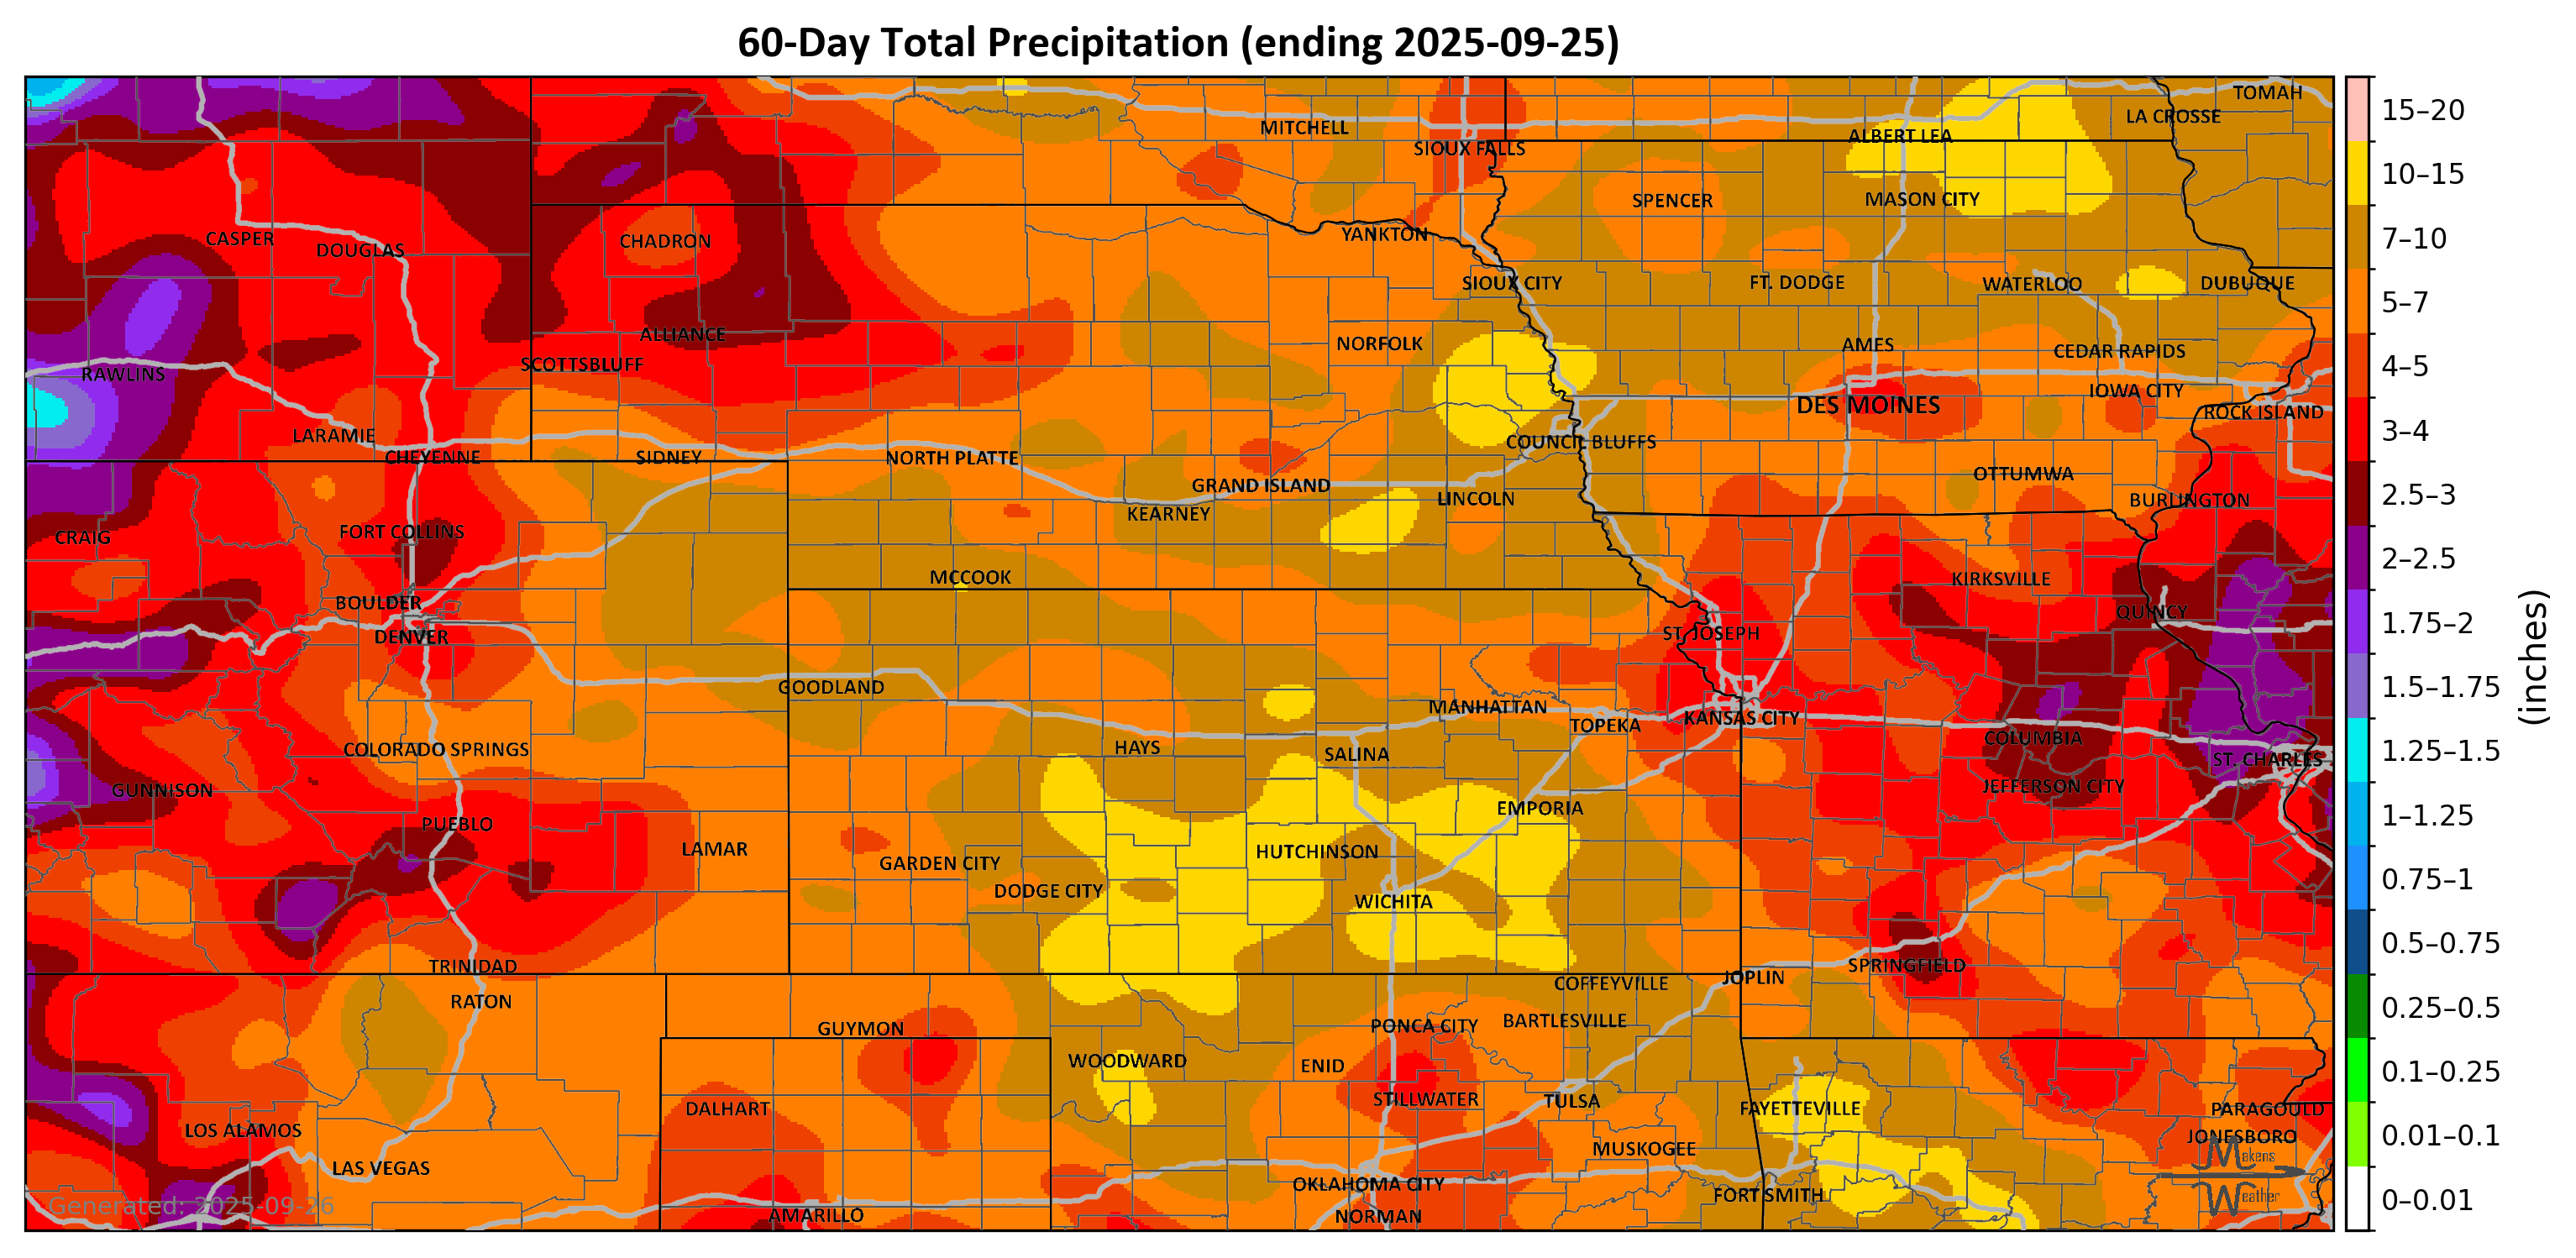 60-Day Total Precipitation (ending 2025-09-25)
TOMAH
LA CROSSE
MITCHELL
ALBERT LEA
SIOUX FALLS
SPENCER
MASON CITY
YANKTON
CASPER
DOUGLAS
CHADRON
SIOUX CITY
FT. DODGE
WATERLOO
DUBUQUE
ALLIANCE
NORFOLK
AMES
CEDAR RAPIDS
SCOTTSBLUFF
RAWLINS
IOWA CITY
DES MOINES
ROCK ISLAND
LARAMIE
COUNCIL BLUFFS
CHEYENNE
SIDNEY
NORTH PLATTE
OTTUMWA
GRAND ISLAND
LINCOLN
BURLINGTON
KEARNEY
CRAIG
FORT COLLINS
MCCOOK
KIRKSVILLE
BOULDER
QUINCY
DENVER
ST. JOSEPH
GOODLAND
MANHATTAN
TOPEKA
KANSAS CITY
COLORADO SPRINGS
HAYS
SALINA
COLUMBIA
ST. CHARLES
GUNNISON
JEFFERSON CITY
EMPORIA
PUEBLO
LAMAR
HUTCHINSON
GARDEN CITY
DODGE CITY
WICHITA
TRINIDAD
SPRINGFIELD
JOPLIN
COFFEYVILLE
RATON
GUYMON
PONCA CITY
BARTLESVILLE
WOODWARD
ENID
DALHART
STILLWATER
TULSA
FAYETTEVILLE
PARAGOULD
LOS ALAMOS
JONESBORO
MUSKOGEE
LAS VEGAS
OKLAHOMA CITY
FORT SMITH
AMARILLO
NORMAN
Makens
Weather
Generated: 2025-09-26
15–20
10–15
7–10
5–7
4–5
3–4
2.5–3
2–2.5
1.75–2
1.5–1.75
1.25–1.5
1–1.25
0.75–1
0.5–0.75
0.25–0.5
0.1–0.25
0.01–0.1
0–0.01
(inches)